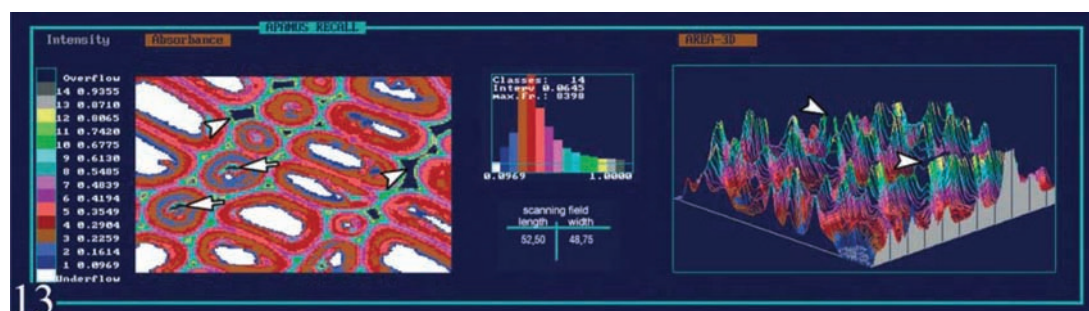 APAMOS RECALL
Intensity
Absorbance
AREA-3D
Overflow
14 0.9355
13 0.8710
12 0.8065
11 0.7420
10 0.6775
9 0.6130
8 0.5485
7 0.4839
6 0.4194
5 0.3549
4 0.2904
3 0.2259
2 0.1614
1 0.0969
Underflow
Classes: 14
Interv 0.0645
max.Fr.: 8398
0.0969 1.0000
scanning field
length width
52,50 48,75
13